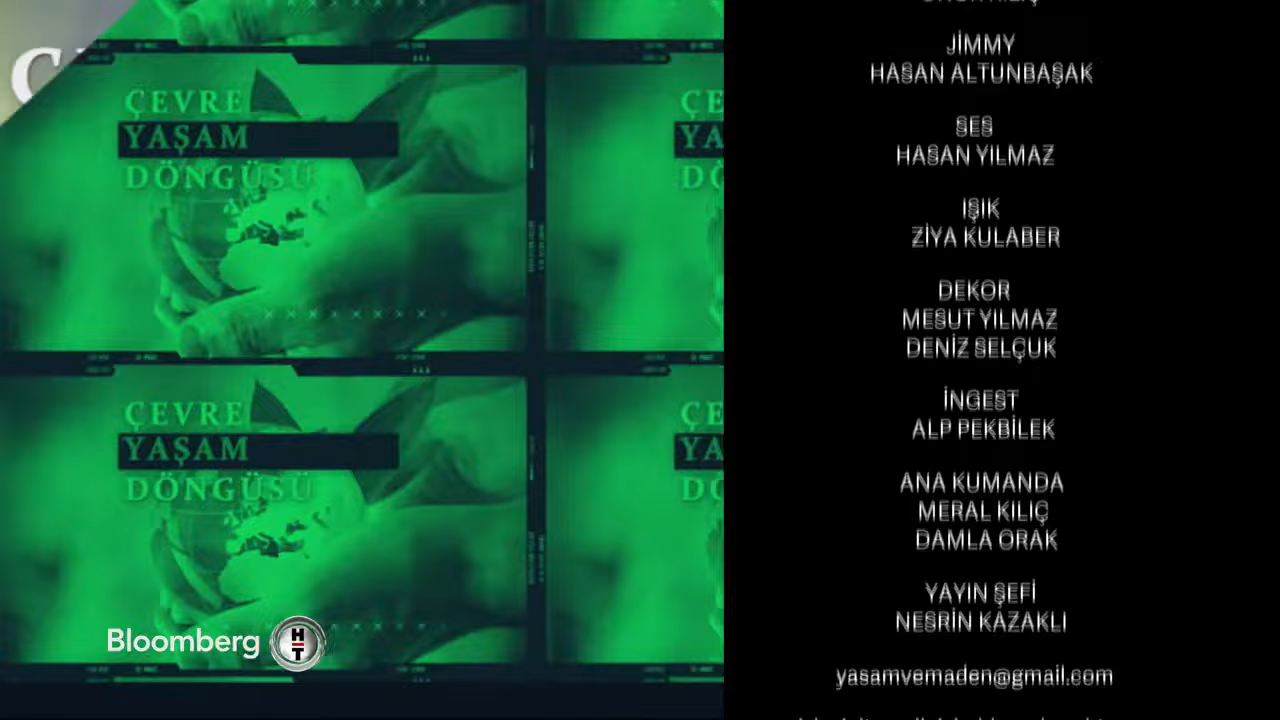 ÇEVRE
YAŞAM
DÖNGÜSÜ
ÇEVRE
YAŞAM
DÖNGÜSÜ
Bloomberg HT
JİMMY
HASAN ALTUNBAŞAK
SES
HASAN YILMAZ
IŞIK
ZİYA KULABER
DEKOR
MESUT YILMAZ
DENİZ SELÇUK
İNGEST
ALP PEKBİLEK
ANA KUMANDA
MERAL KILIÇ
DAMLA ORAK
YAYIN ŞEFİ
NESRİN KAZAKLI
yasamvemaden@gmail.com